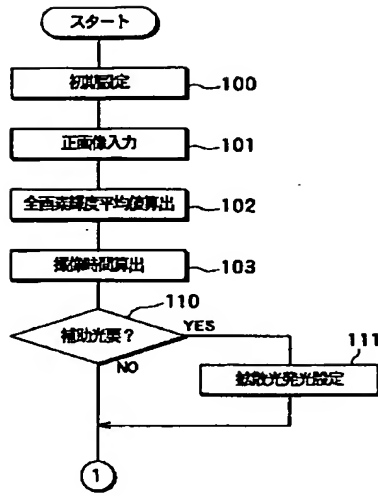 スタート
初期設定
100
正画像入力
101
全画素輝度平均値算出
102
撮像時間算出
103
110
補助光要？
YES
NO
111
拡散光発光設定
1